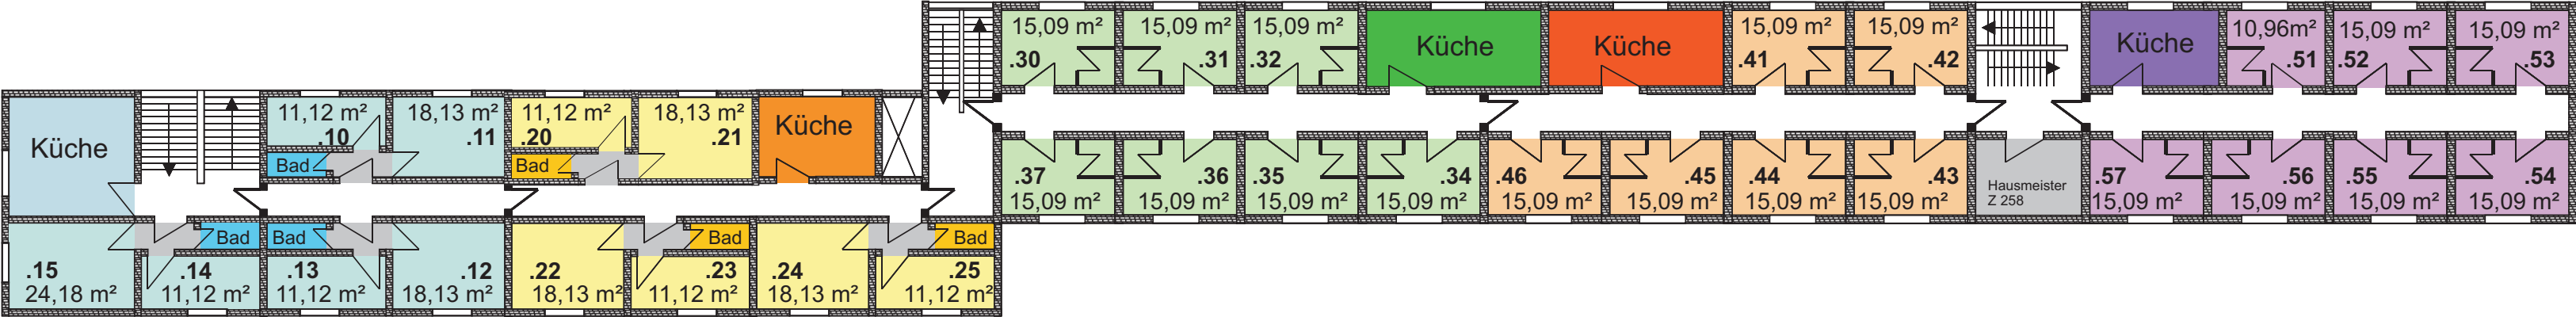 15,09 m²
.30
15,09 m²
.31
15,09 m²
.32
Küche
Küche
15,09 m²
.41
15,09 m²
.42
Küche
10,96m²
.51
15,09 m²
.52
15,09 m²
.53
Küche
11,12 m²
.10
Bad
18,13 m²
.11
11,12 m²
.20
Bad
18,13 m²
.21
Küche
.37
15,09 m²
.36
15,09 m²
.35
15,09 m²
.34
15,09 m²
.46
15,09 m²
.45
15,09 m²
.44
15,09 m²
.43
15,09 m²
Hausmeister
Z 258
.57
15,09 m²
.56
15,09 m²
.55
15,09 m²
.54
15,09 m²
.15
24,18 m²
Bad
.14
11,12 m²
Bad
.13
11,12 m²
.12
18,13 m²
.22
18,13 m²
Bad
.23
11,12 m²
.24
18,13 m²
Bad
.25
11,12 m²